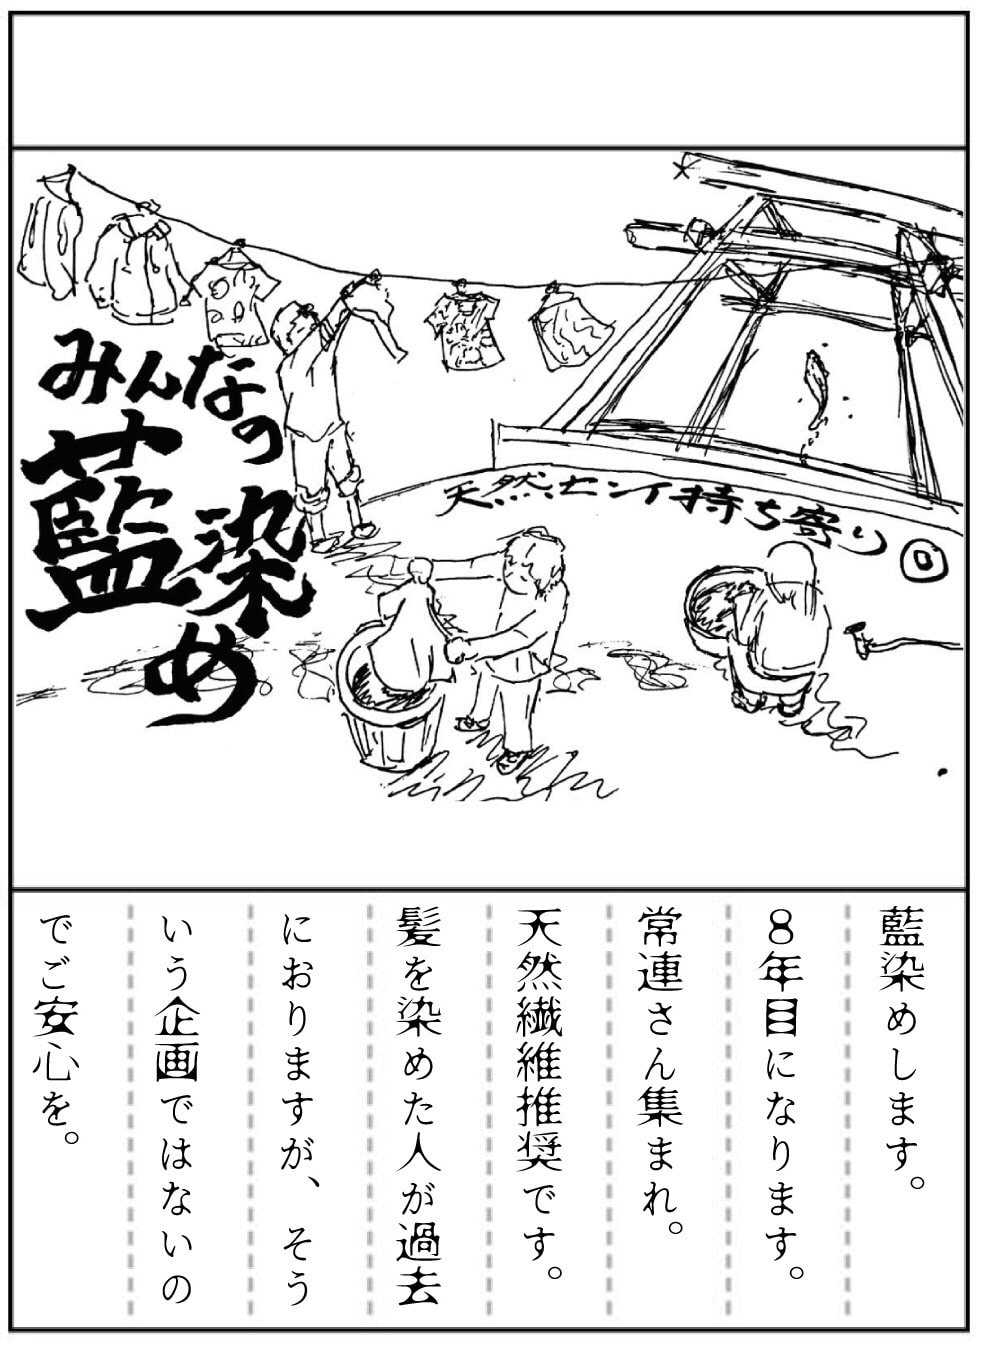 みんなの
藍染め
天然センイ持ち寄り
藍染めします。
8年目になります。
常連さん集まれ。
天然繊維推奨です。
髪を染めた人が過去
におりますが、そう
いう企画ではないの
でご安心を。